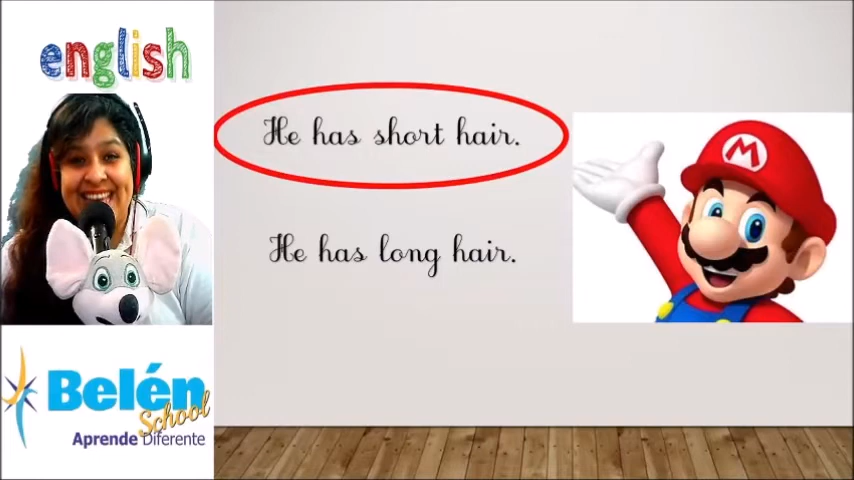 english
He has short hair.
He has long hair.
M
Belén
School
Aprende Diferente